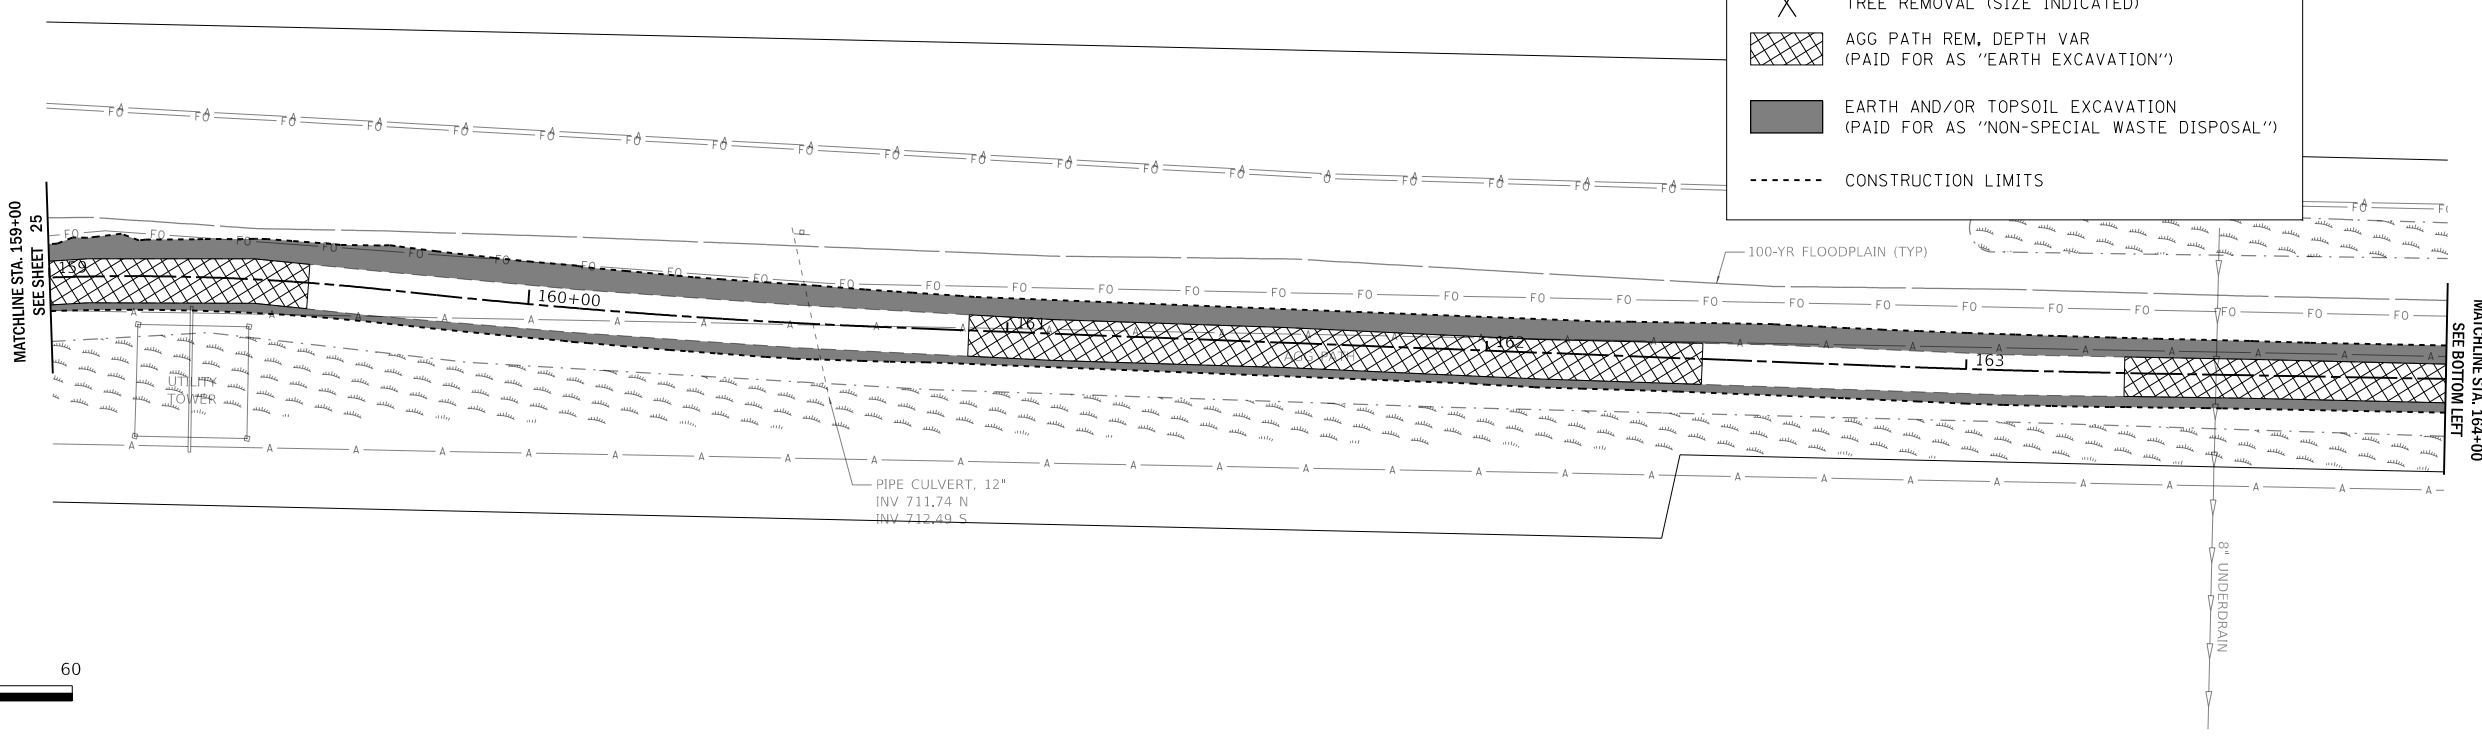 TREE REMOVAL (SIZE INDICATED)
AGG PATH REM, DEPTH VAR
(PAID FOR AS "EARTH EXCAVATION")
EARTH AND/OR TOPSOIL EXCAVATION
(PAID FOR AS "NON-SPECIAL WASTE DISPOSAL")
CONSTRUCTION LIMITS
MATCHLINE STA. 159+00
SEE SHEET 25
159
160+00
161
AGG PATH
162
163
100-YR FLOODPLAIN (TYP)
UTILITY
TOWER
PIPE CULVERT, 12"
INV 711.74 N
INV 712.49 S
8" UNDERDRAIN
MATCHLINE STA. 164+00
SEE BOTTOM LEFT
60